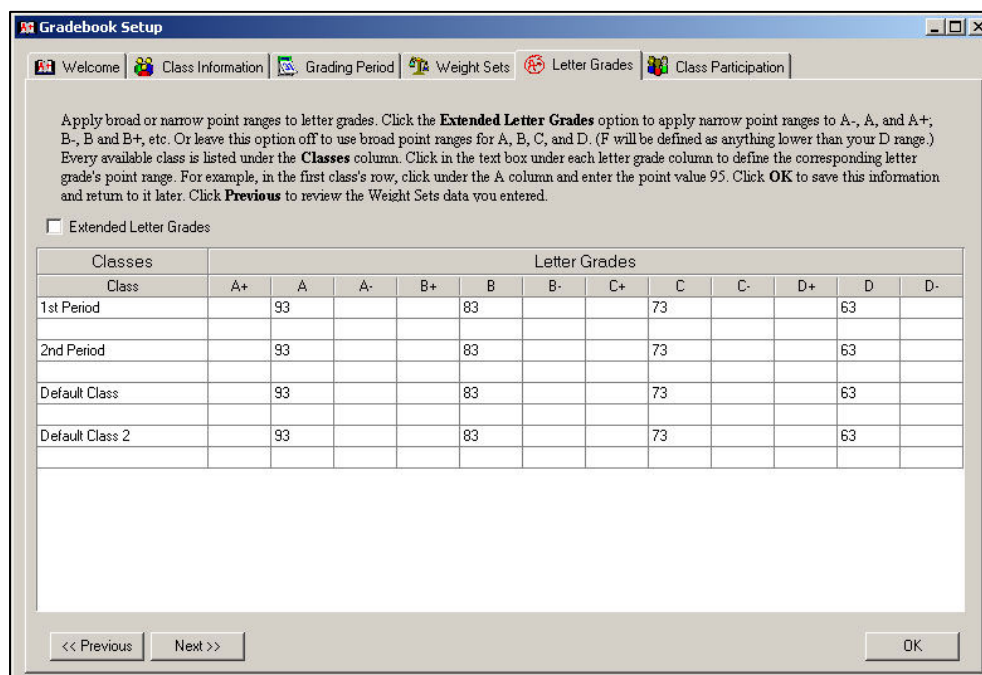 Gradebook Setup
Welcome Class Information Grading Period Weight Sets Letter Grades Class Participation
Apply broad or narrow point ranges to letter grades. Click the Extended Letter Grades option to apply narrow point ranges to A-, A, and A+;
B-, B and B+, etc. Or leave this option off to use broad point ranges for A, B, C, and D. (F will be defined as anything lower than your D range.)
Every available class is listed under the Classes column. Click in the text box under each letter grade column to define the corresponding letter
grade's point range. For example, in the first class's row, click under the A column and enter the point value 95. Click OK to save this information
and return to it later. Click Previous to review the Weight Sets data you entered.
Extended Letter Grades
Classes Letter Grades
Class A+ A A- B+ B B- C+ C C- D+ D D-
1st Period 93 83 73 63
2nd Period 93 83 73 63
Default Class 93 83 73 63
Default Class 2 93 83 73 63
<< Previous Next >> OK